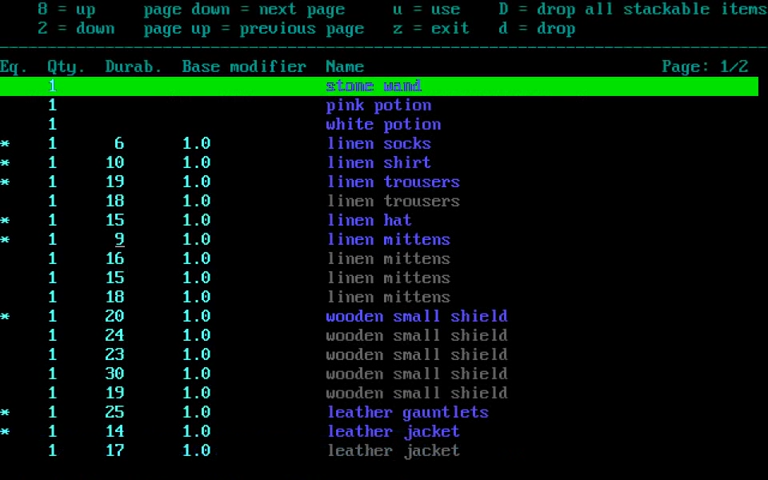 8 = up page down = next page u = use D = drop all stackable items
2 = down page up = previous page z = exit d = drop
Eq. Qty. Durab. Base modifier Name Page: 1/2
1 stone wand
1 pink potion
1 white potion
* 1 6 1.0 linen socks
* 1 10 1.0 linen shirt
* 1 19 1.0 linen trousers
1 18 1.0 linen trousers
* 1 15 1.0 linen hat
* 1 9 1.0 linen mittens
1 16 1.0 linen mittens
1 15 1.0 linen mittens
1 18 1.0 linen mittens
* 1 20 1.0 wooden small shield
1 24 1.0 wooden small shield
1 23 1.0 wooden small shield
1 30 1.0 wooden small shield
1 19 1.0 wooden small shield
* 1 25 1.0 leather gauntlets
* 1 14 1.0 leather jacket
1 17 1.0 leather jacket